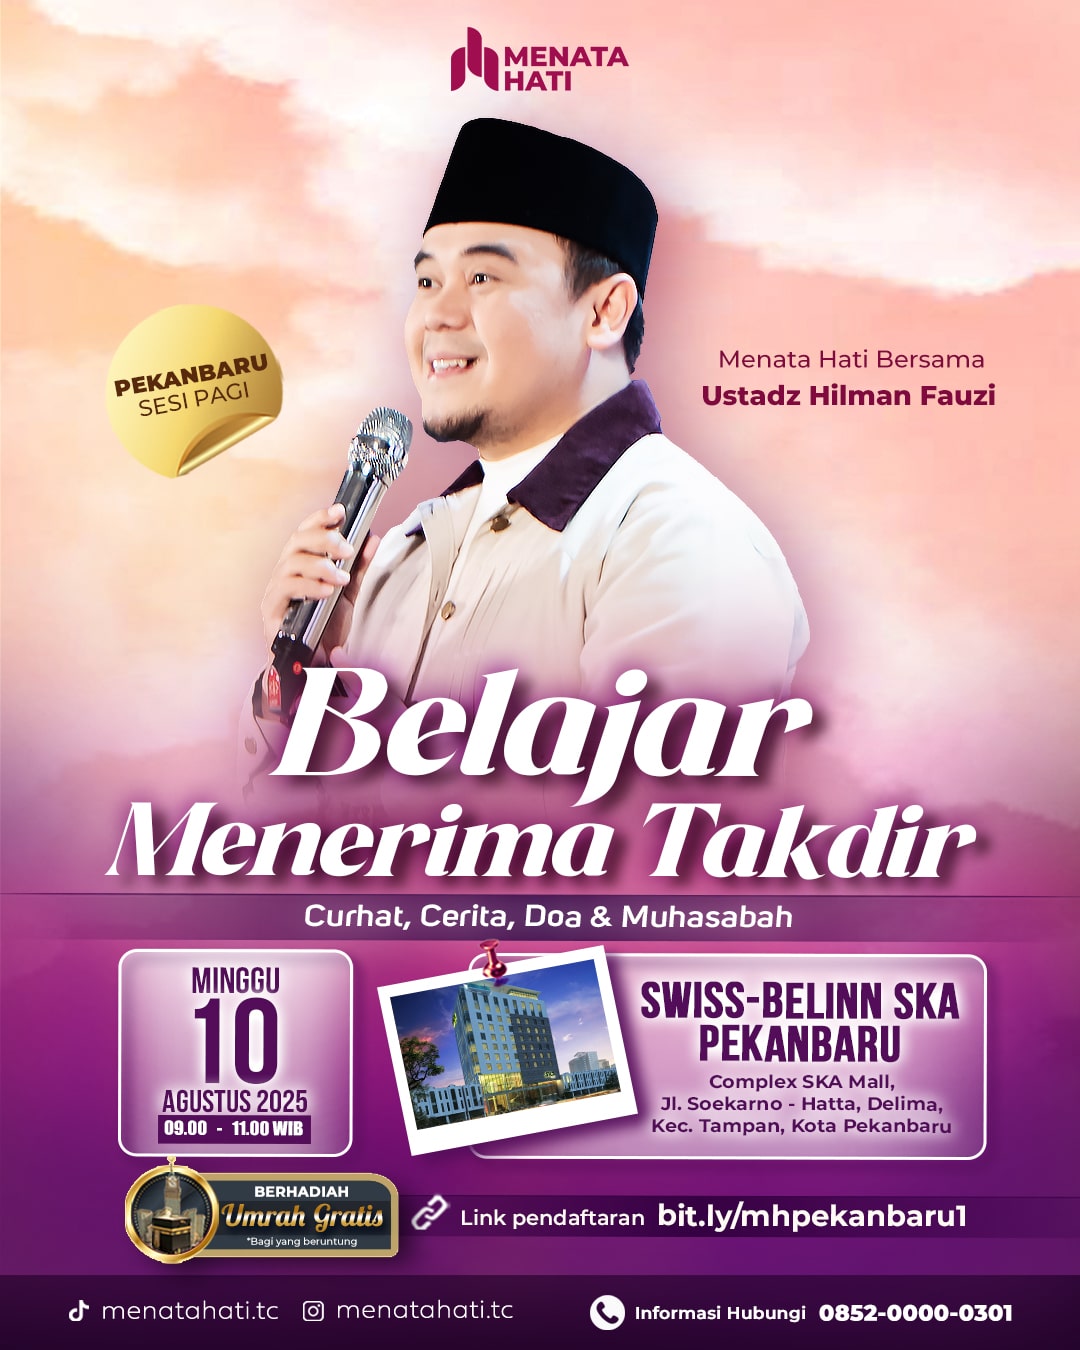 MENATA
HATI
PEKANBARU
SESI PAGI
Menata Hati Bersama
Ustadz Hilman Fauzi
Belajar
Menerima Takdir
Curhat, Cerita, Doa & Muhasabah
MINGGU
10
AGUSTUS 2025
09.00 - 11.00 WIB
SWISS-BELINN SKA
PEKANBARU
Complex SKA Mall,
Jl. Soekarno - Hatta, Delima,
Kec. Tampan, Kota Pekanbaru
BERHADIAH
Umrah Gratis
*Bagi yang beruntung
Link pendaftaran bit.ly/mhpekanbaru1
menatahati.tc menatahati.tc Informasi Hubungi 0852-0000-0301